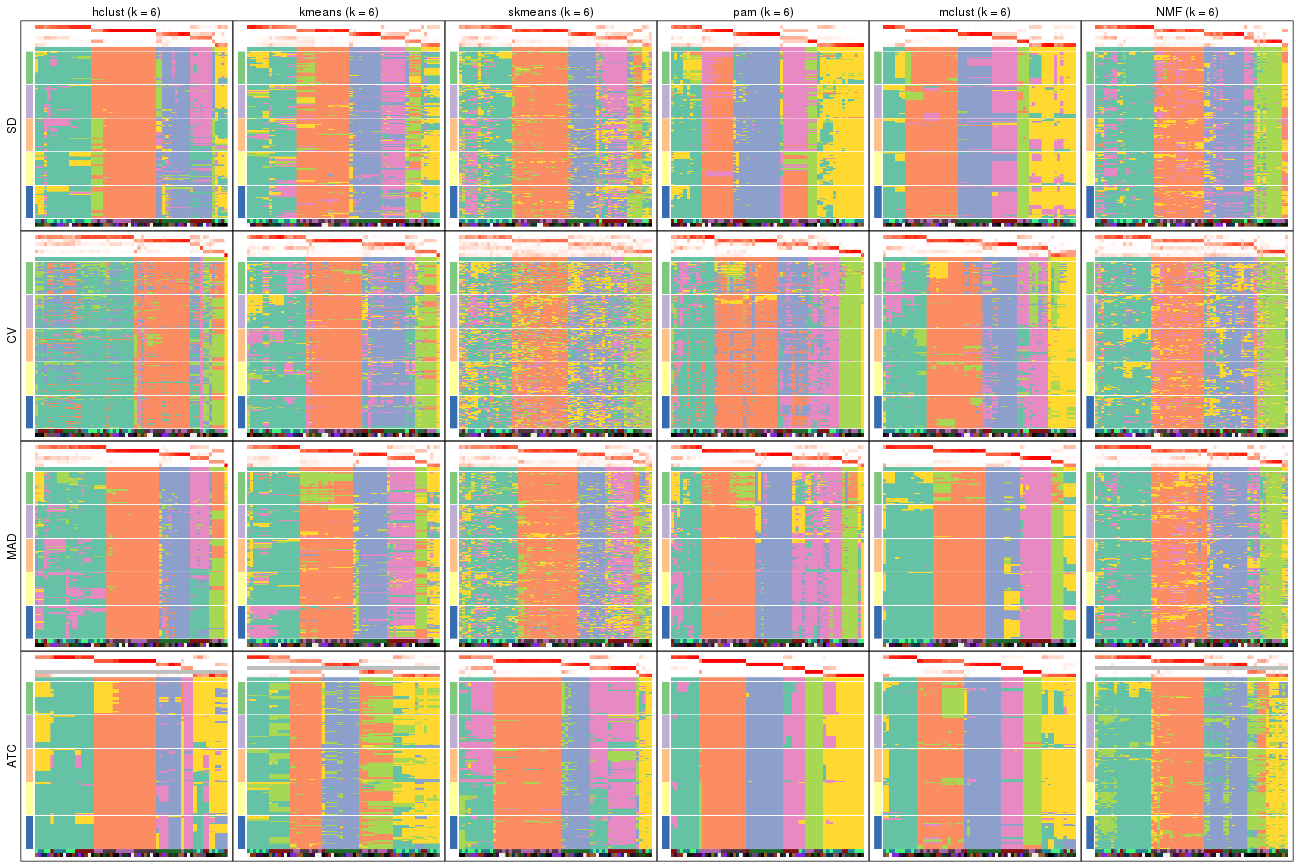 hclust (k = 6)
kmeans (k = 6)
skmeans (k = 6)
pam (k = 6)
mclust (k = 6)
NMF (k = 6)
SD
CV
MAD
ATC